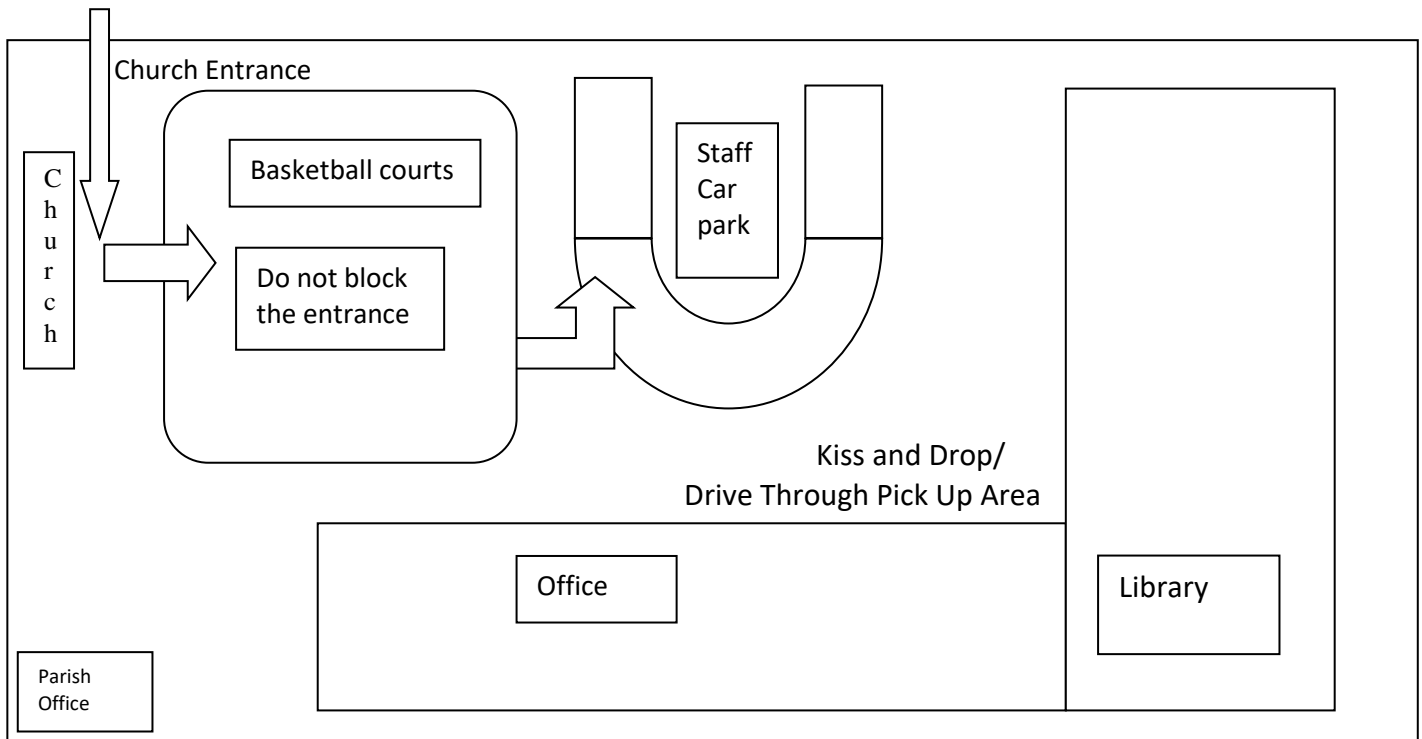 Church Entrance
Basketball courts
Staff
Car
park
C
h
u
r
c
h
Do not block
the entrance
Kiss and Drop/
Drive Through Pick Up Area
Office
Library
Parish
Office